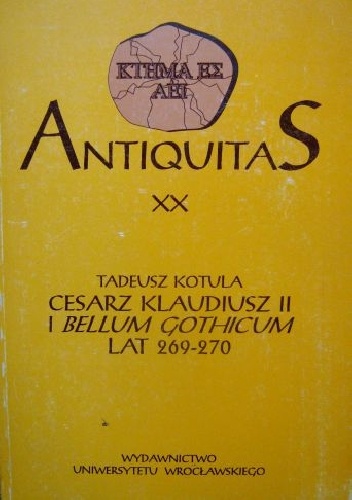 ΚΤΗΜΑ ΕΣ
ΑΕΙ
ANTIQUITAS
XX
TADEUSZ KOTULA
CESARZ KLAUDIUSZ II
I BELLUM GOTHICUM
LAT 269-270
WYDAWNICTWO
UNIWERSYTETU WROCŁAWSKIEGO